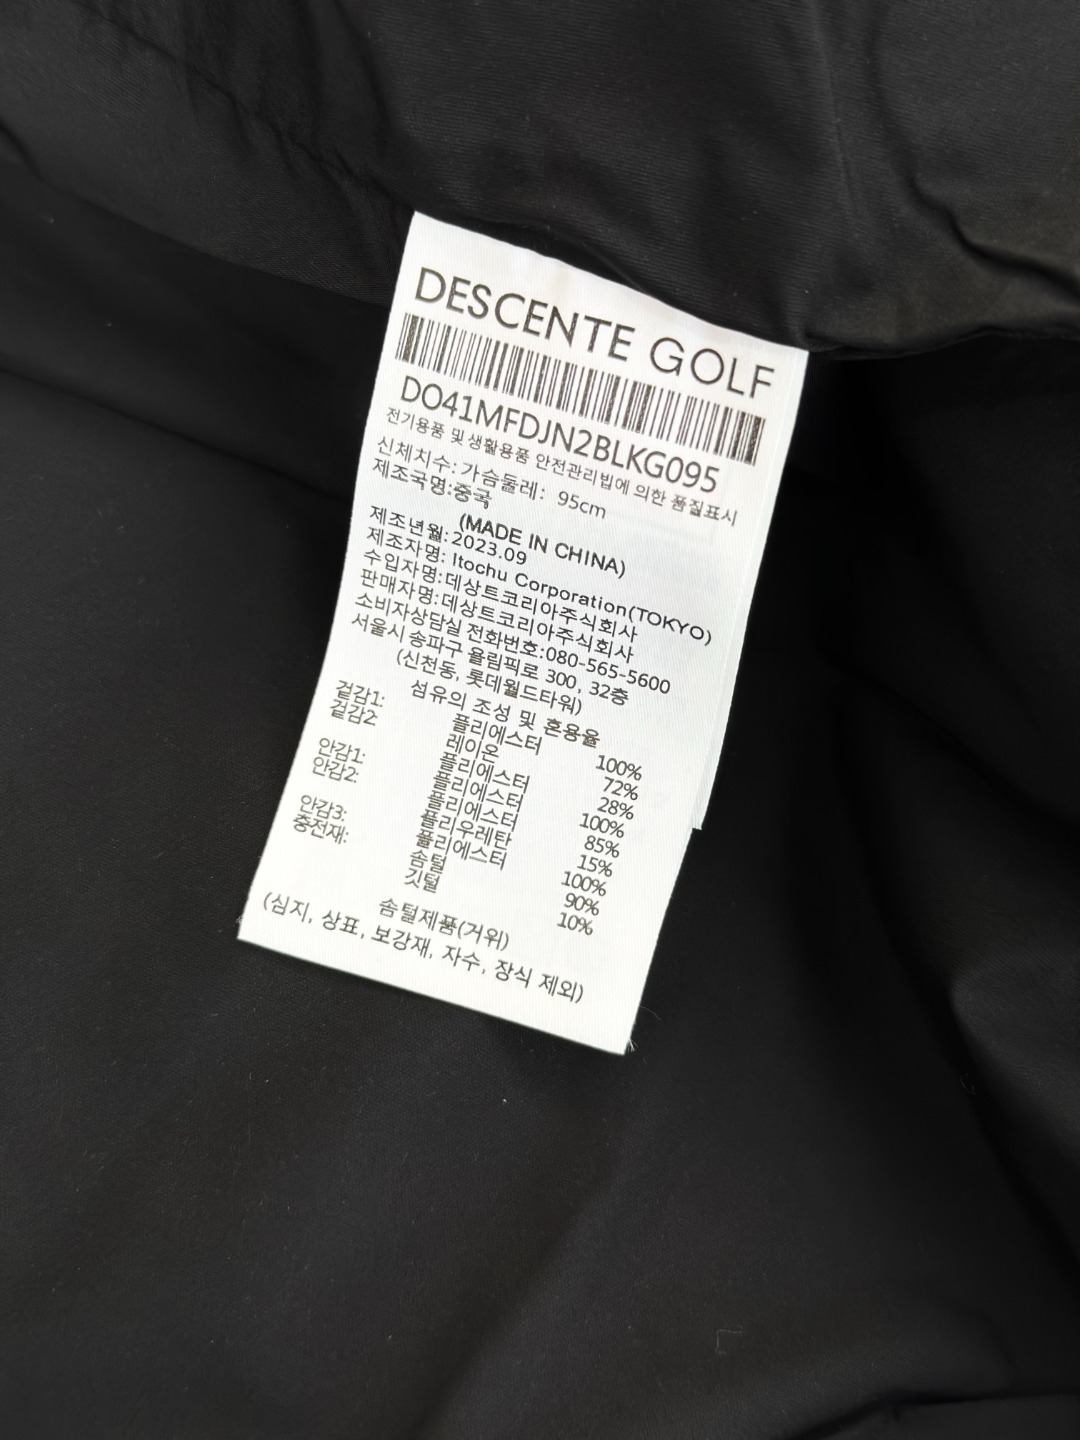 DESCENTE GOLF
DO41MFDJN2BLKG095
전기용품 및 생활용품 안전관리법에 의한 품질표시
신체치수: 가슴둘레: 95cm
제조국명:중국
(MADE IN CHINA)
제조년월:2023.09
제조자명: Itochu Corporation(TOKYO)
수입자명:데상트코리아주식회사
판매자명:데상트코리아주식회사
소비자상담실 전화번호:080-565-5600
서울시 송파구 올림픽로 300, 32층
(신천동, 롯데월드타워)
섬유의 조성 및 혼용율
겉감1: 폴리에스터 100%
겉감2: 레이온 72%
폴리에스터 28%
안감1: 폴리에스터 100%
안감2: 폴리에스터 85%
폴리우레탄 15%
안감3: 폴리에스터 100%
충전재: 솜털 90%
깃털 10%
솜털제품(거위)
(심지, 상표, 보강재, 자수, 장식 제외)